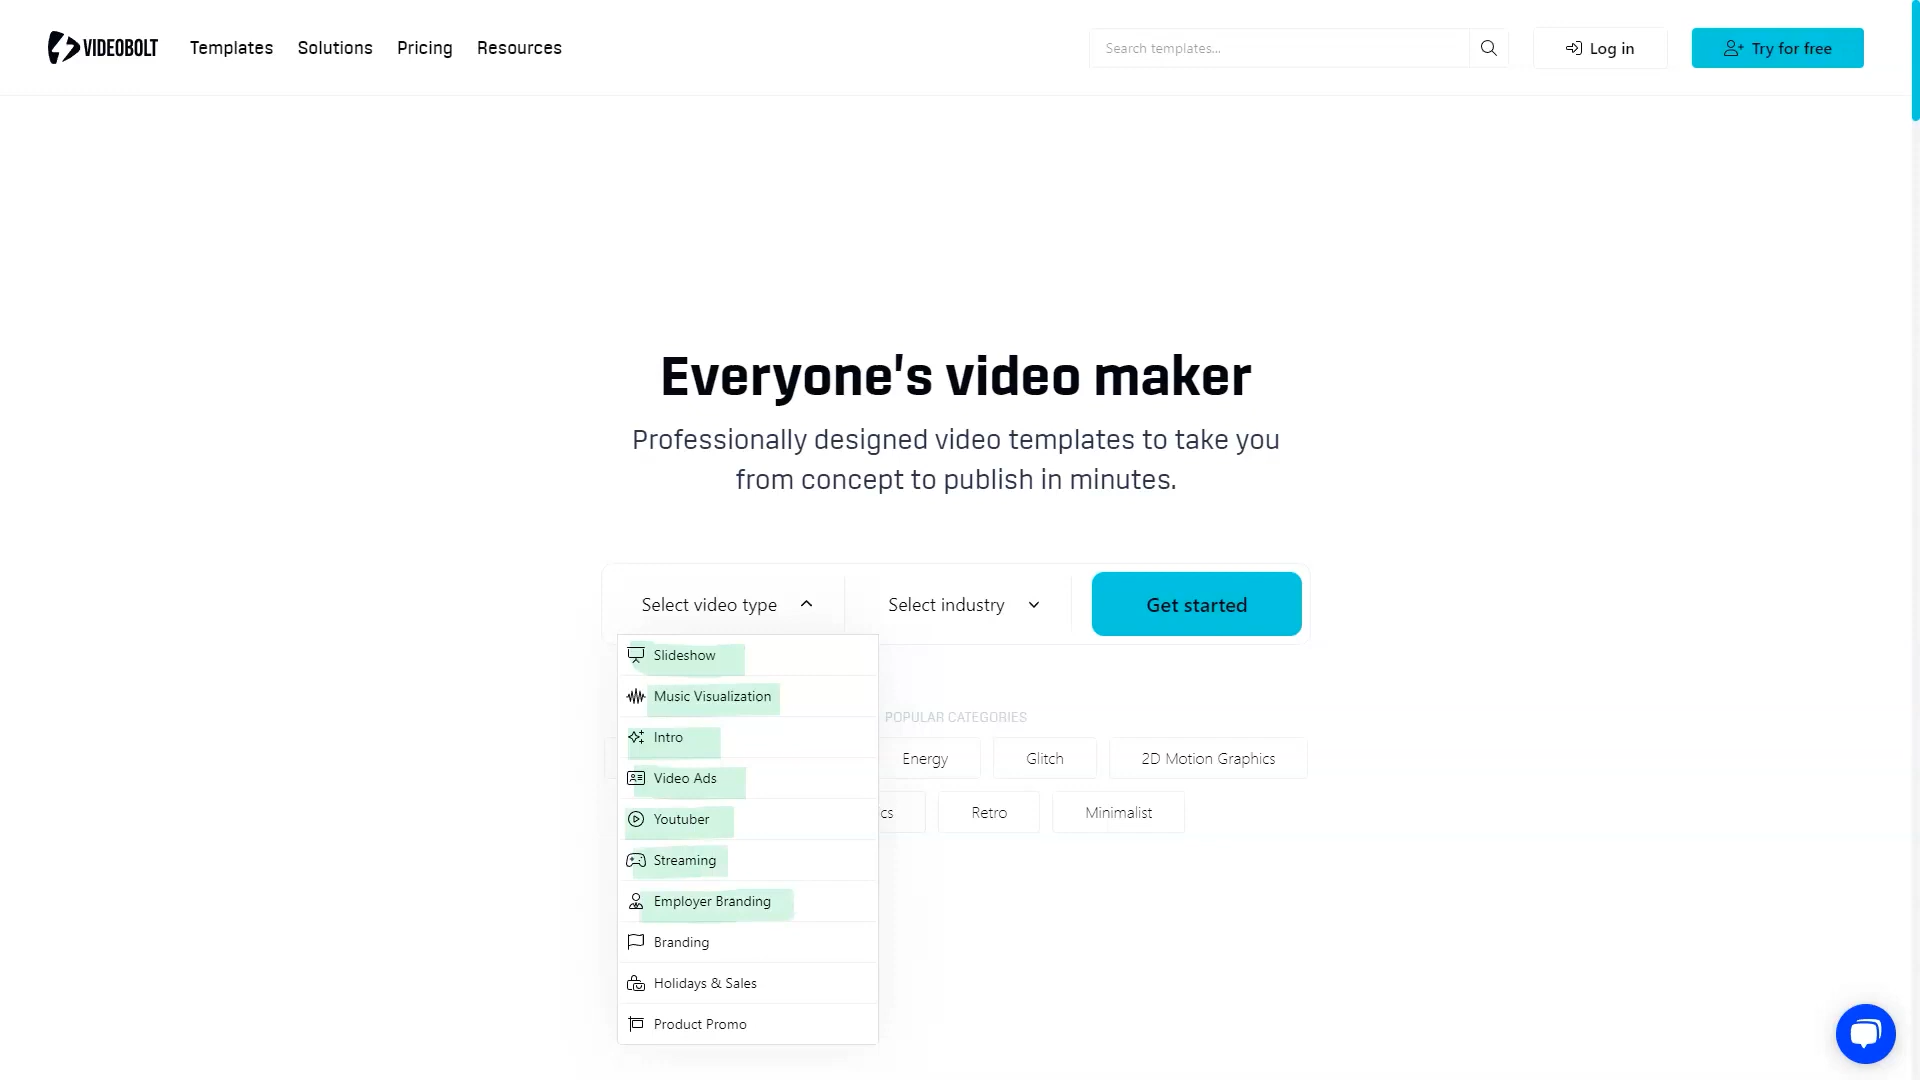 VIDEOBOLT
Templates
Solutions
Pricing
Resources
Search templates...
Log in
Try for free
Everyone's video maker
Professionally designed video templates to take you
from concept to publish in minutes.
Select video type
Select industry
Get started
Slideshow
Music Visualization
Intro
Video Ads
Youtuber
Streaming
Employer Branding
Branding
Holidays & Sales
Product Promo
POPULAR CATEGORIES
Energy
Glitch
2D Motion Graphics
cs
Retro
Minimalist